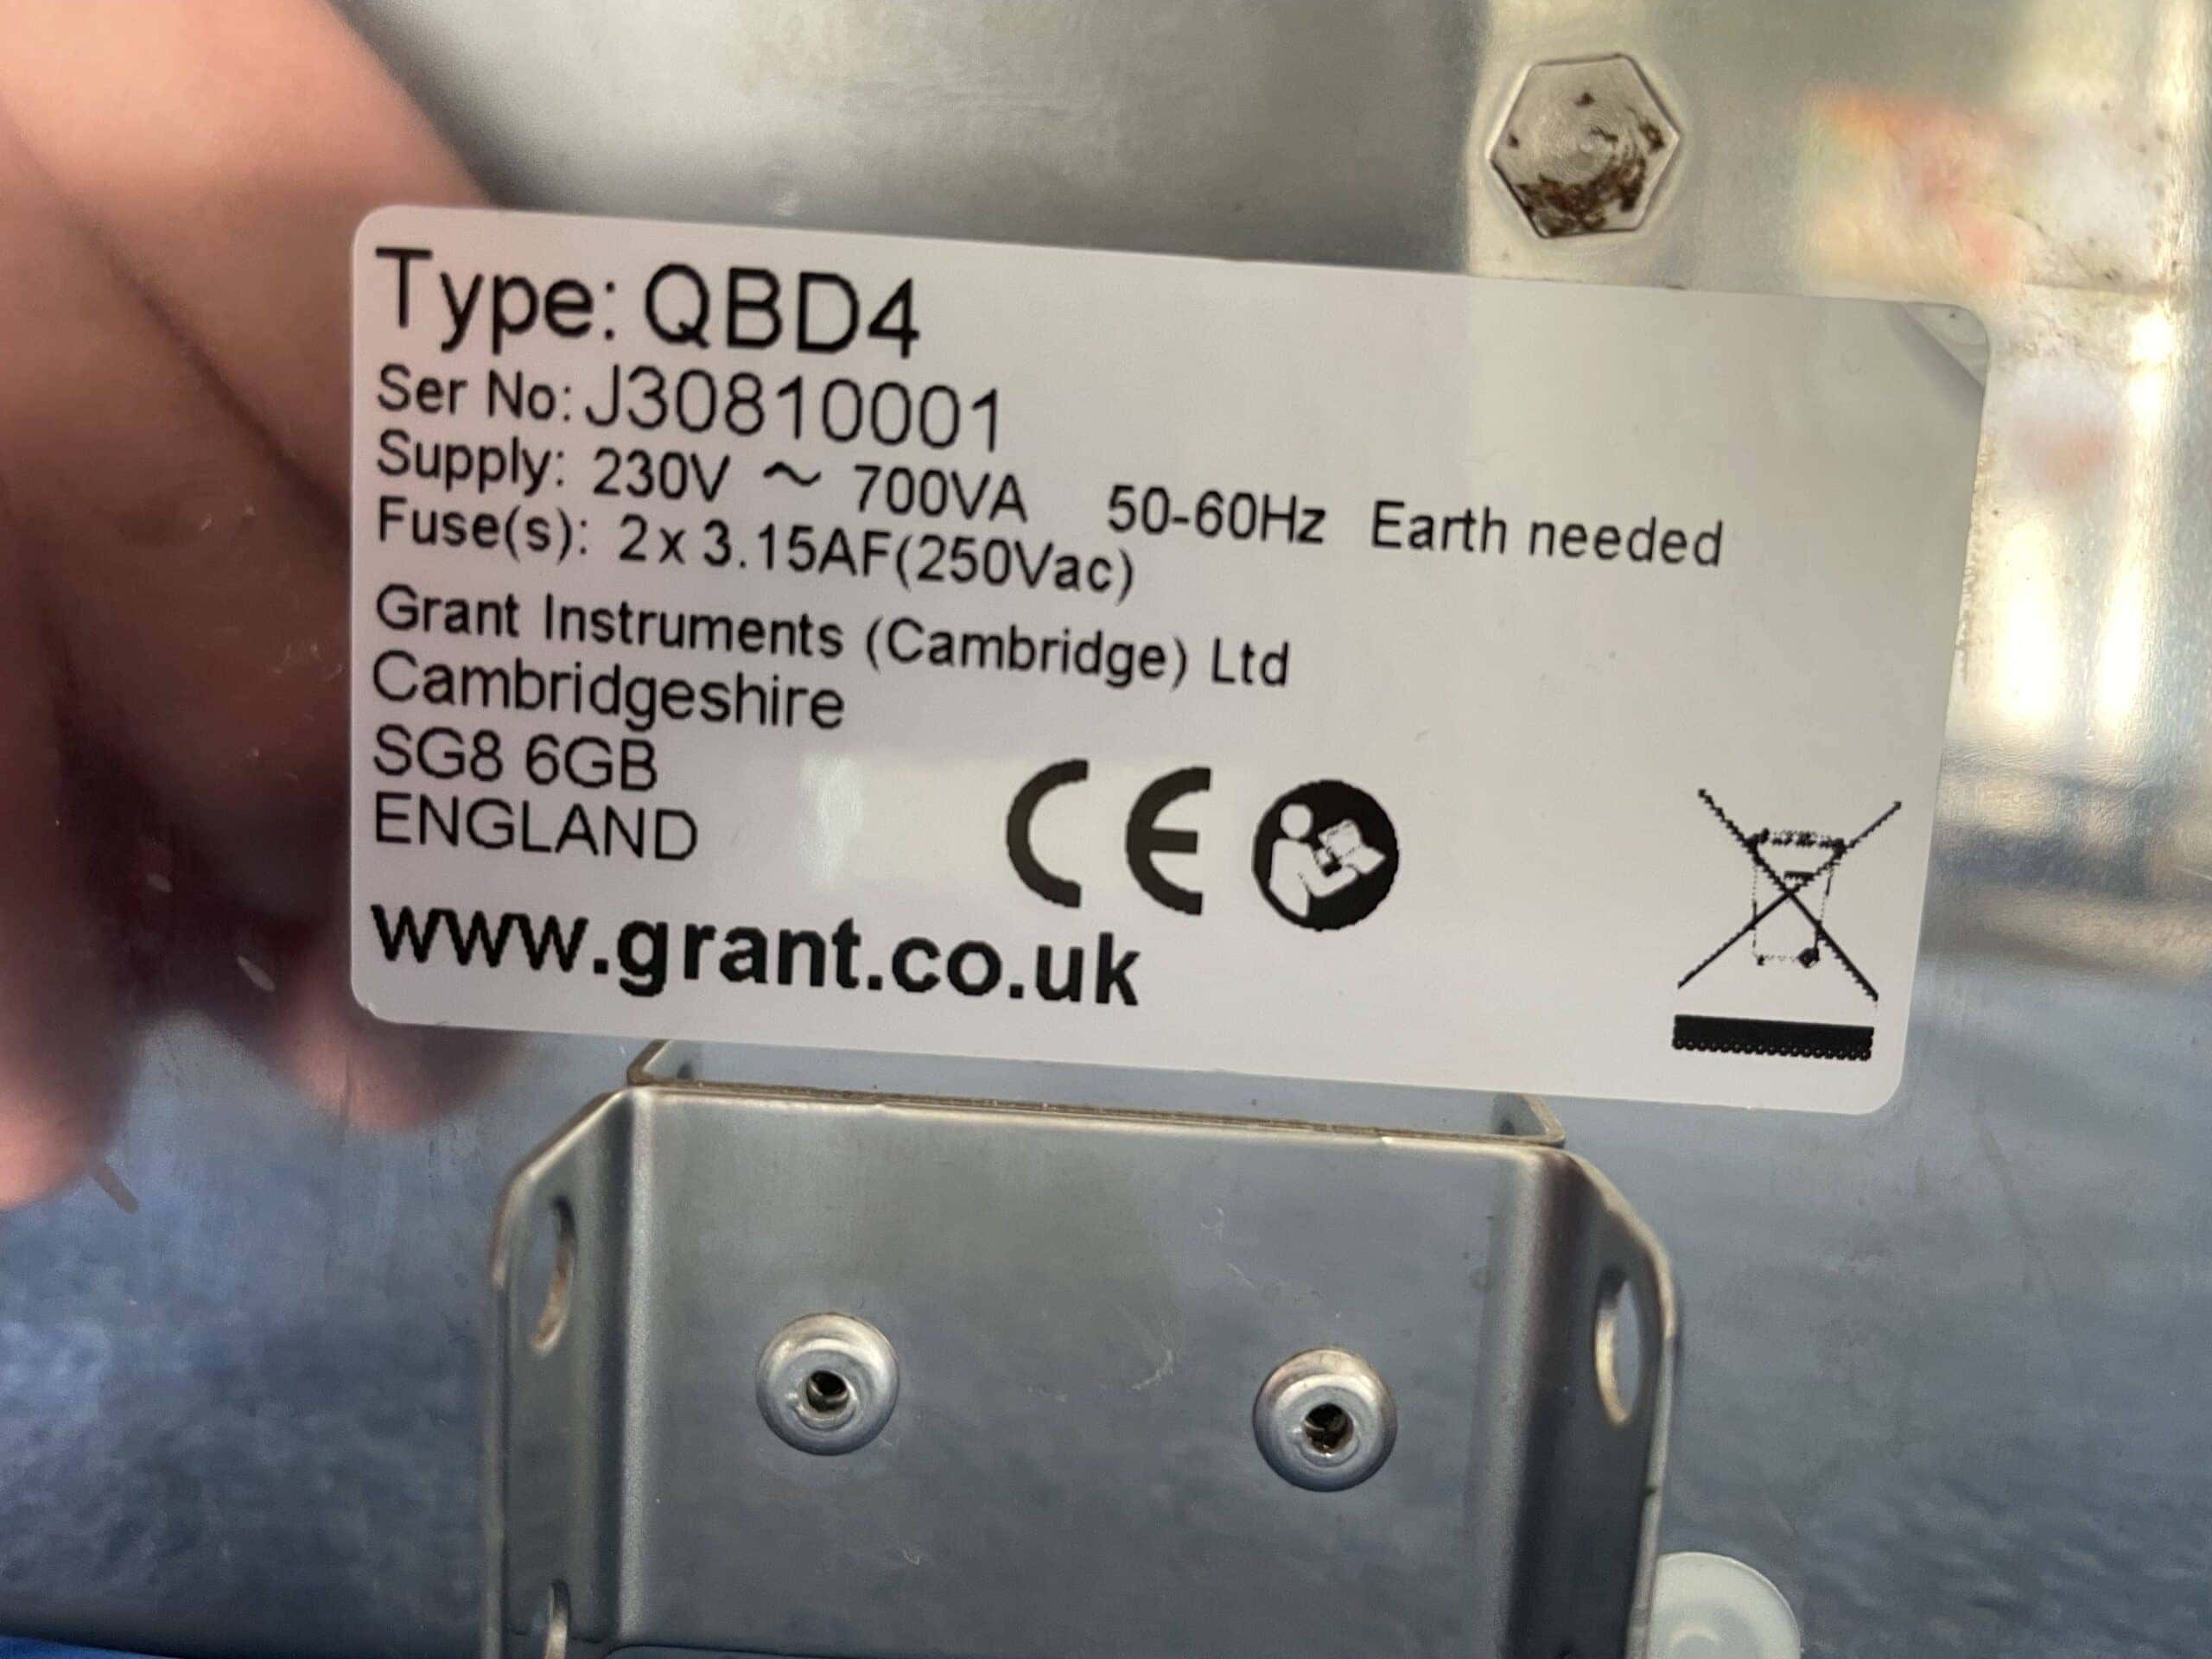 Type: QBD4
Ser No: J30810001
Supply: 230V ~ 700VA 50-60Hz Earth needed
Fuse(s): 2 x 3.15AF(250Vac)
Grant Instruments (Cambridge) Ltd
Cambridgeshire
SG8 6GB
ENGLAND
CE
www.grant.co.uk